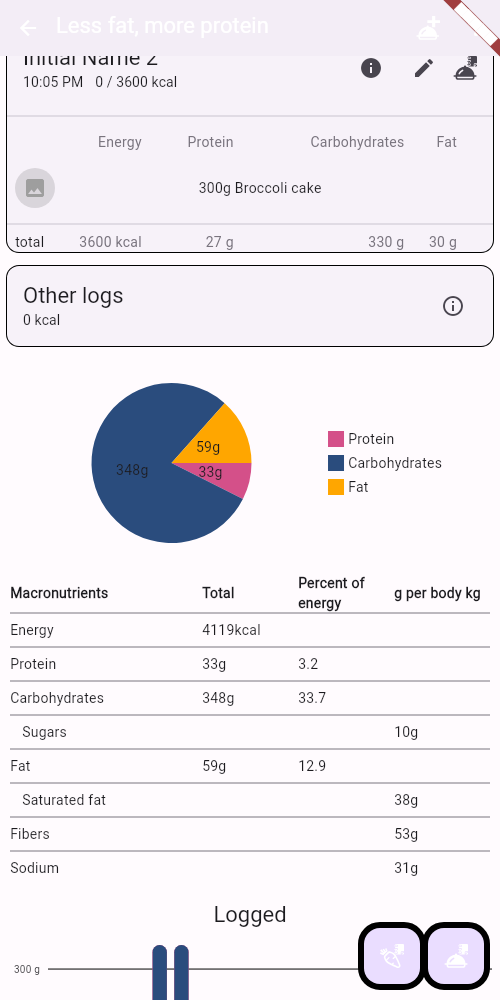 Less fat, more protein
Initial Name 2
10:05 PM 0 / 3600 kcal
Energy Protein Carbohydrates Fat
300g Broccoli cake
total 3600 kcal 27 g 330 g 30 g
Other logs
0 kcal
59g
348g 33g
Protein
Carbohydrates
Fat
Macronutrients Total Percent of energy g per body kg
Energy 4119kcal
Protein 33g 3.2
Carbohydrates 348g 33.7
Sugars 10g
Fat 59g 12.9
Saturated fat 38g
Fibers 53g
Sodium 31g
Logged
300 g